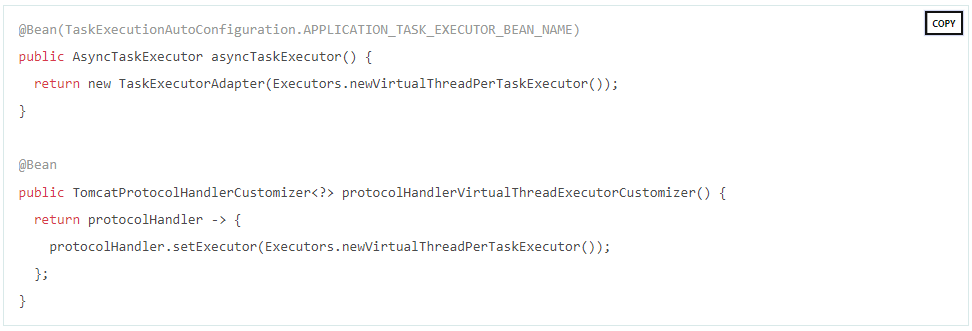 @Bean(TaskExecutionAutoConfiguration.APPLICATION_TASK_EXECUTOR_BEAN_NAME)
COPY
public AsyncTaskExecutor asyncTaskExecutor() {
  return new TaskExecutorAdapter(Executors.newVirtualThreadPerTaskExecutor());
}

@Bean
public TomcatProtocolHandlerCustomizer<?> protocolHandlerVirtualThreadExecutorCustomizer() {
  return protocolHandler -> {
    protocolHandler.setExecutor(Executors.newVirtualThreadPerTaskExecutor());
  };
}